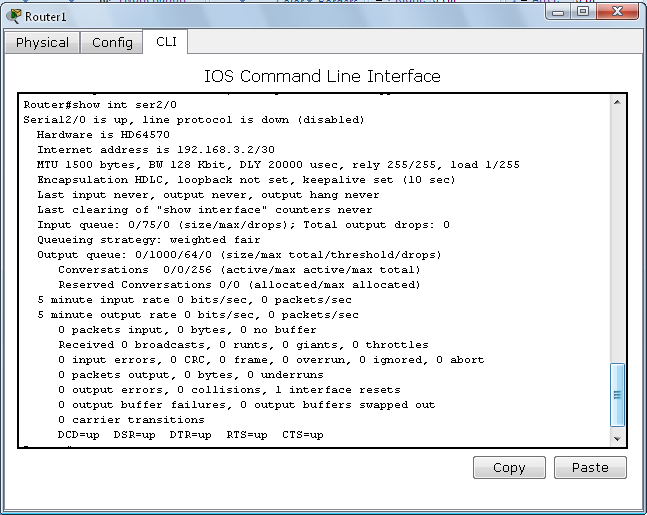 Router1
Physical Config CLI
IOS Command Line Interface
Router#show int ser2/0
Serial2/0 is up, line protocol is down (disabled)
Hardware is HD64570
Internet address is 192.168.3.2/30
MTU 1500 bytes, BW 128 Kbit, DLY 20000 usec, rely 255/255, load 1/255
Encapsulation HDLC, loopback not set, keepalive set (10 sec)
Last input never, output never, output hang never
Last clearing of "show interface" counters never
Input queue: 0/75/0 (size/max/drops); Total output drops: 0
Queueing strategy: weighted fair
Output queue: 0/1000/64/0 (size/max total/threshold/drops)
Conversations 0/0/256 (active/max active/max total)
Reserved Conversations 0/0 (allocated/max allocated)
5 minute input rate 0 bits/sec, 0 packets/sec
5 minute output rate 0 bits/sec, 0 packets/sec
0 packets input, 0 bytes, 0 no buffer
Received 0 broadcasts, 0 runts, 0 giants, 0 throttles
0 input errors, 0 CRC, 0 frame, 0 overrun, 0 ignored, 0 abort
0 packets output, 0 bytes, 0 underruns
0 output errors, 0 collisions, 1 interface resets
0 output buffer failures, 0 output buffers swapped out
0 carrier transitions
DCD=up DSR=up DTR=up RTS=up CTS=up
Copy Paste